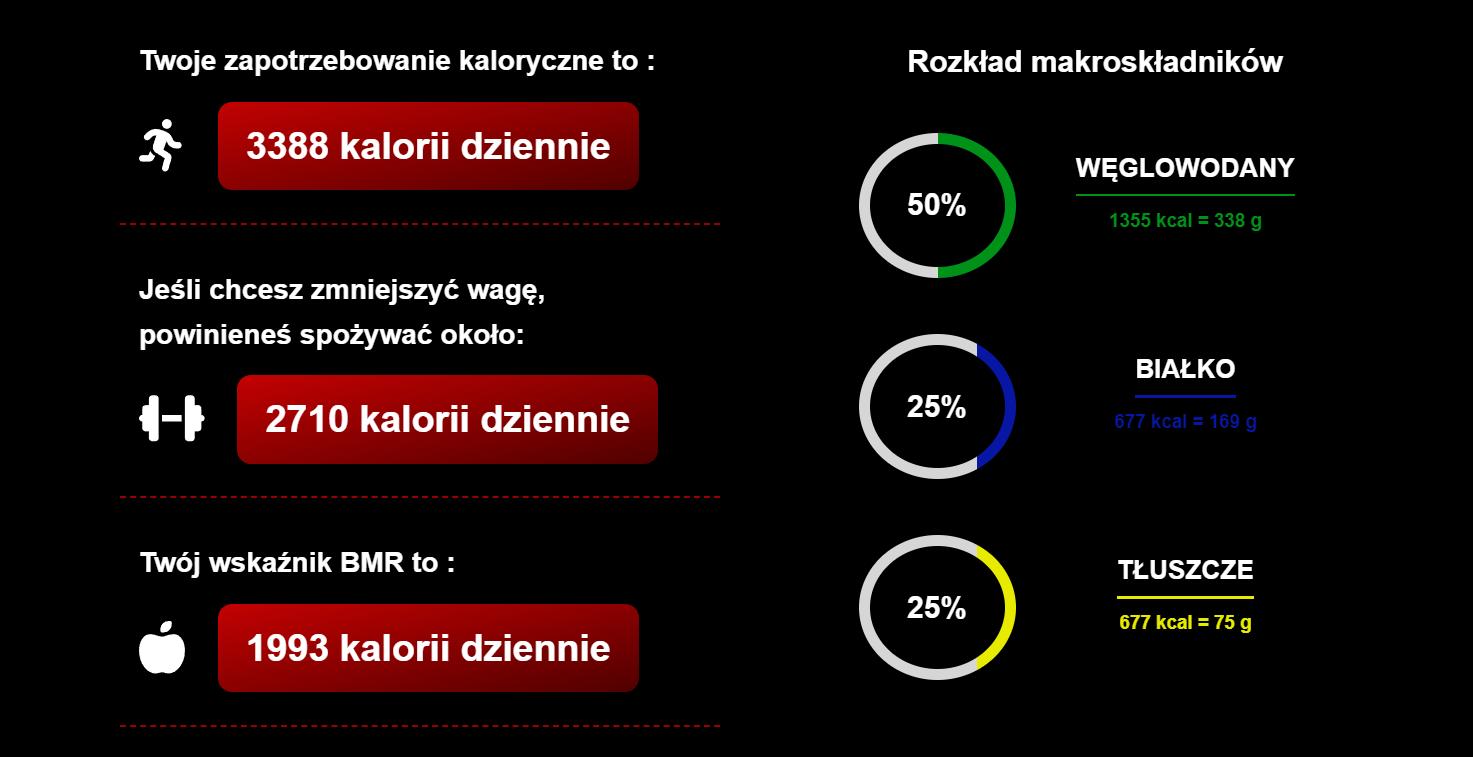 Twoje zapotrzebowanie kaloryczne to :
3388 kalorii dziennie
Jeśli chcesz zmniejszyć wagę,
powinieneś spożywać około:
2710 kalorii dziennie
Twój wskaźnik BMR to :
1993 kalorii dziennie
Rozkład makroskładników
50%
WĘGLOWODANY
1355 kcal = 338 g
25%
BIAŁKO
677 kcal = 169 g
25%
TŁUSZCZE
677 kcal = 75 g